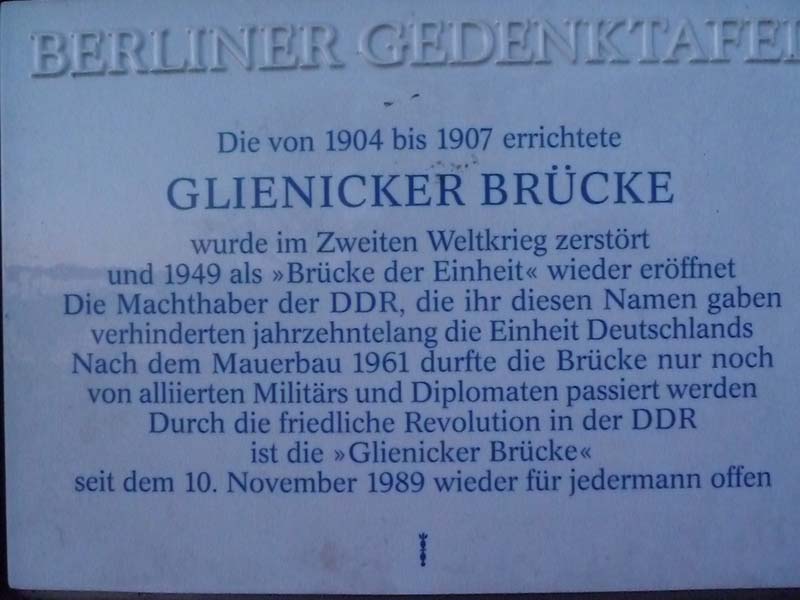 BERLINER GEDENKTAFEL
Die von 1904 bis 1907 errichtete
GLIENICKER BRÜCKE
wurde im Zweiten Weltkrieg zerstört
und 1949 als »Brücke der Einheit« wieder eröffnet
Die Machthaber der DDR, die ihr diesen Namen gaben
verhinderten jahrzehntelang die Einheit Deutschlands
Nach dem Mauerbau 1961 durfte die Brücke nur noch
von alliierten Militärs und Diplomaten passiert werden
Durch die friedliche Revolution in der DDR
ist die »Glienicker Brücke«
seit dem 10. November 1989 wieder für jedermann offen